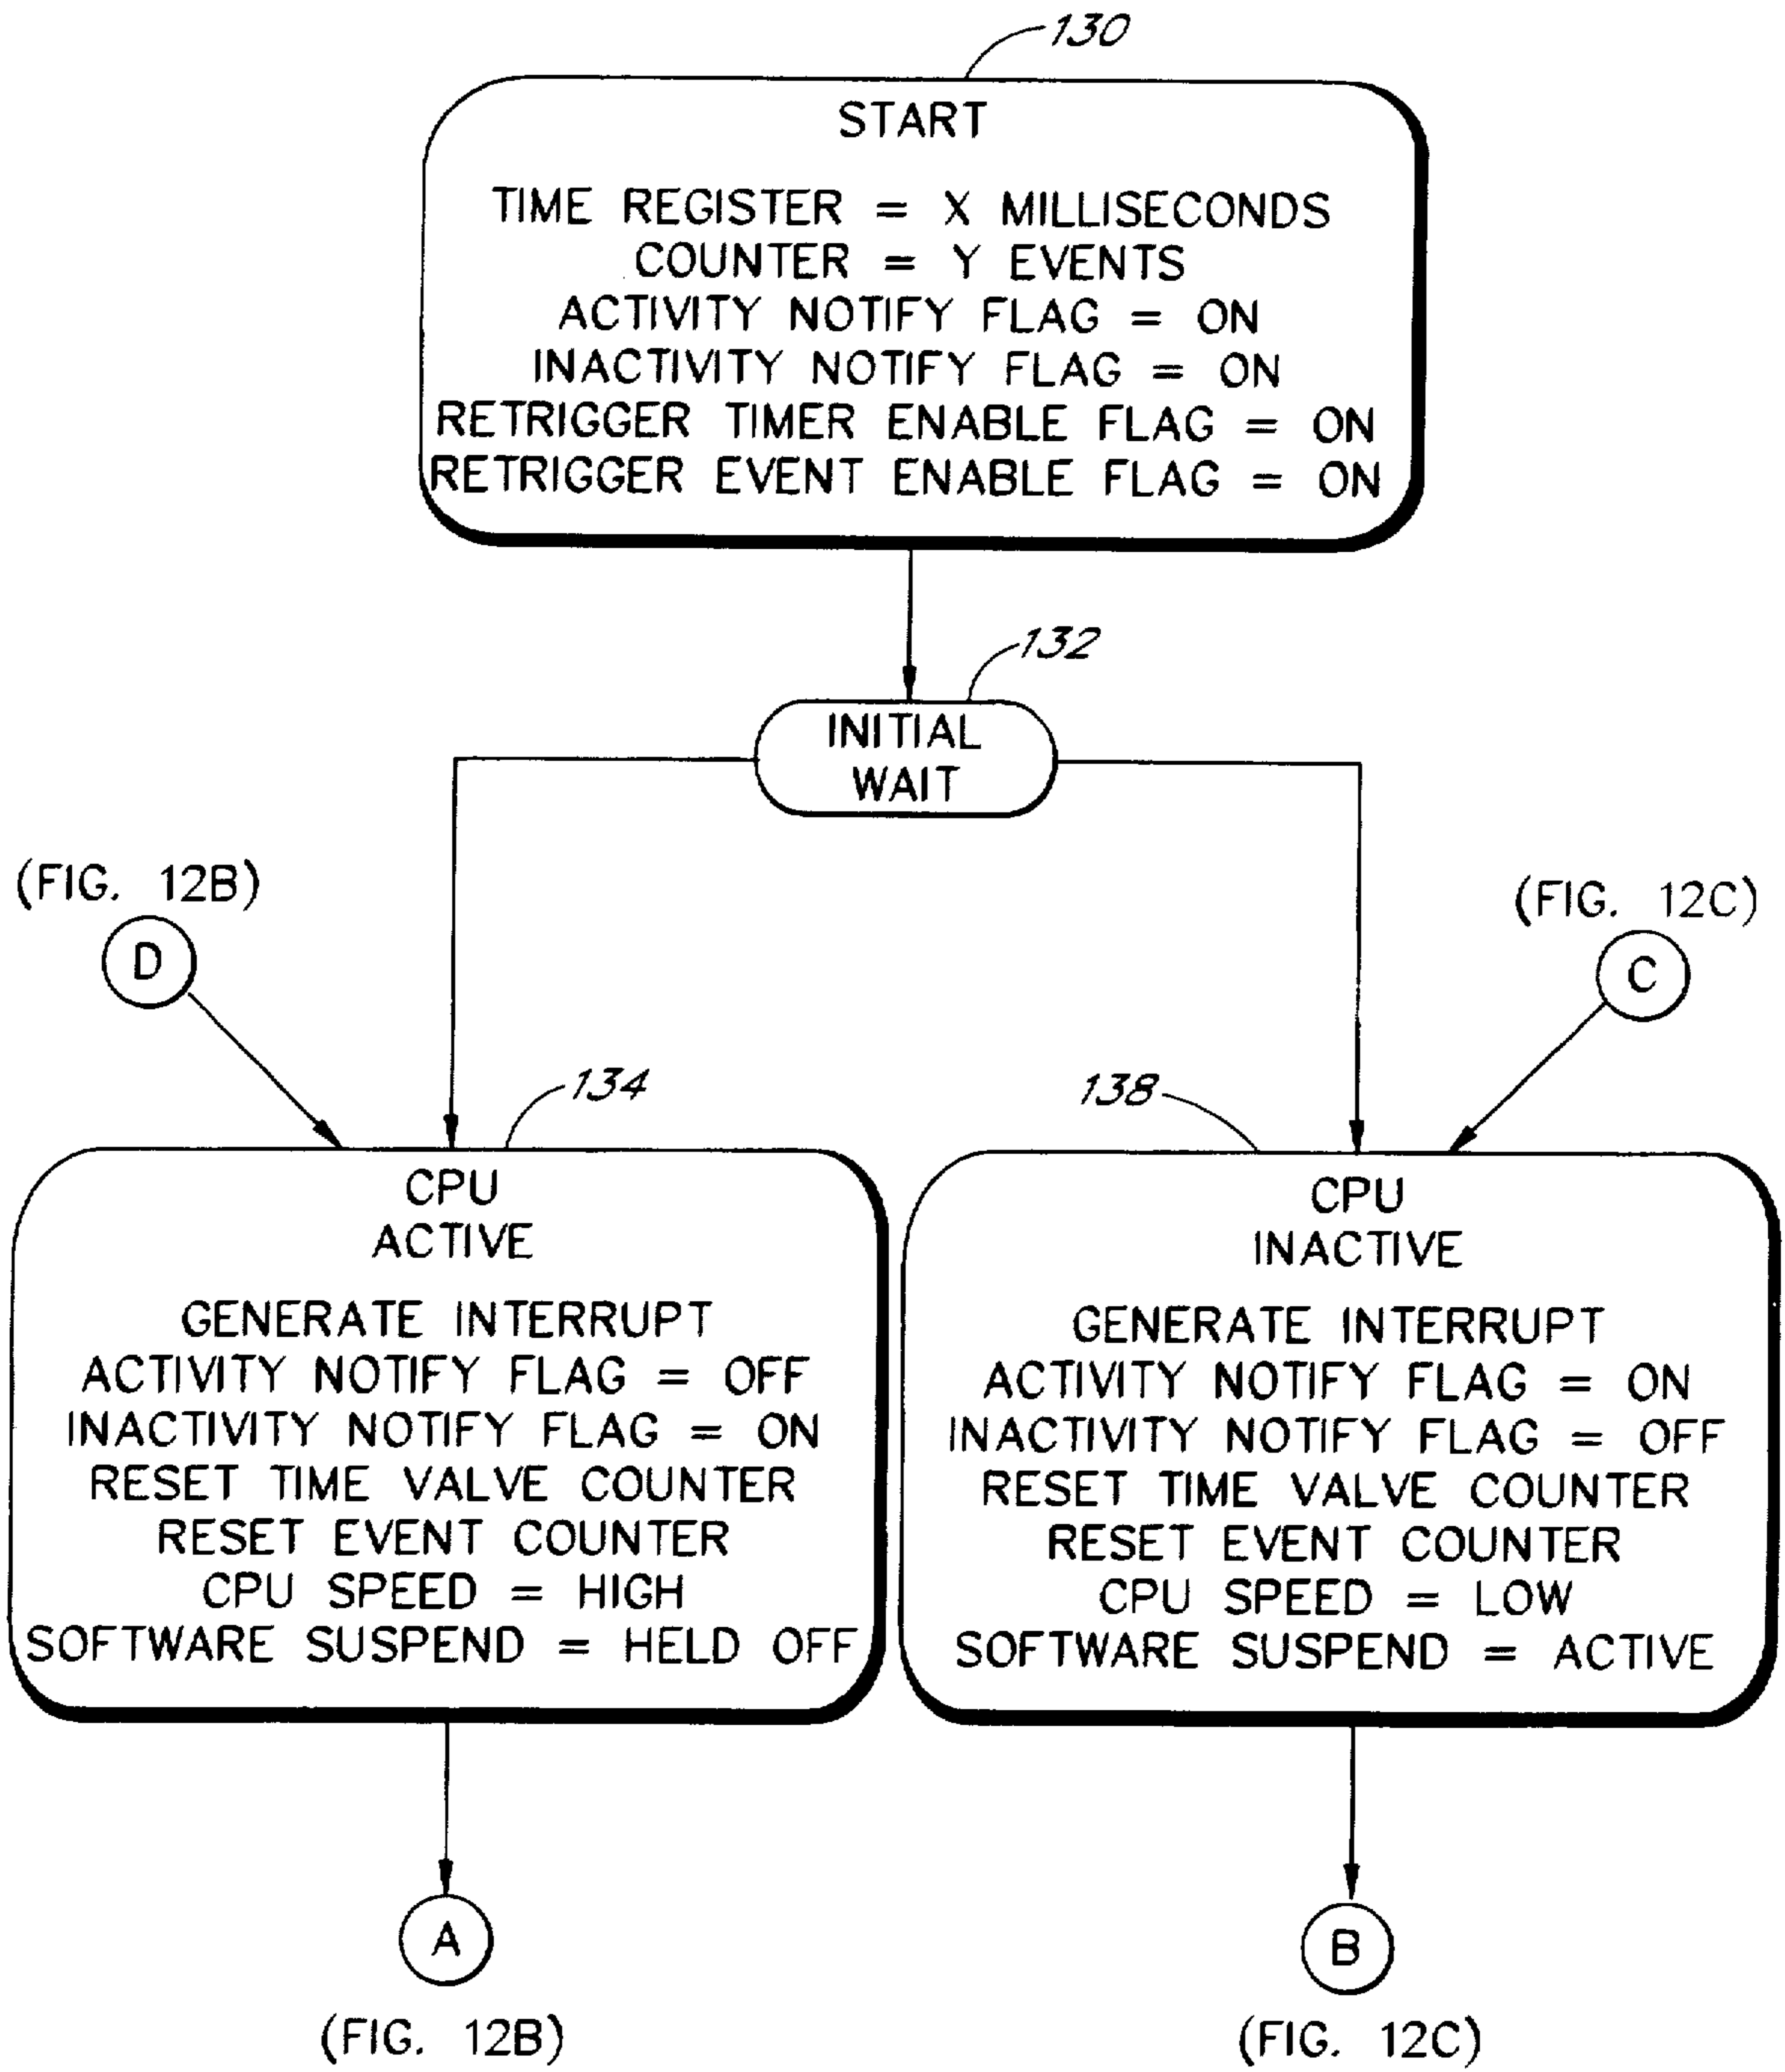 130
START
TIME REGISTER = X MILLISECONDS
COUNTER = Y EVENTS
ACTIVITY NOTIFY FLAG = ON
INACTIVITY NOTIFY FLAG = ON
RETRIGGER TIMER ENABLE FLAG = ON
RETRIGGER EVENT ENABLE FLAG = ON
132
INITIAL
WAIT
(FIG. 12B)
D
(FIG. 12C)
C
134
CPU
ACTIVE
GENERATE INTERRUPT
ACTIVITY NOTIFY FLAG = OFF
INACTIVITY NOTIFY FLAG = ON
RESET TIME VALVE COUNTER
RESET EVENT COUNTER
CPU SPEED = HIGH
SOFTWARE SUSPEND = HELD OFF
138
CPU
INACTIVE
GENERATE INTERRUPT
ACTIVITY NOTIFY FLAG = ON
INACTIVITY NOTIFY FLAG = OFF
RESET TIME VALVE COUNTER
RESET EVENT COUNTER
CPU SPEED = LOW
SOFTWARE SUSPEND = ACTIVE
A
(FIG. 12B)
B
(FIG. 12C)